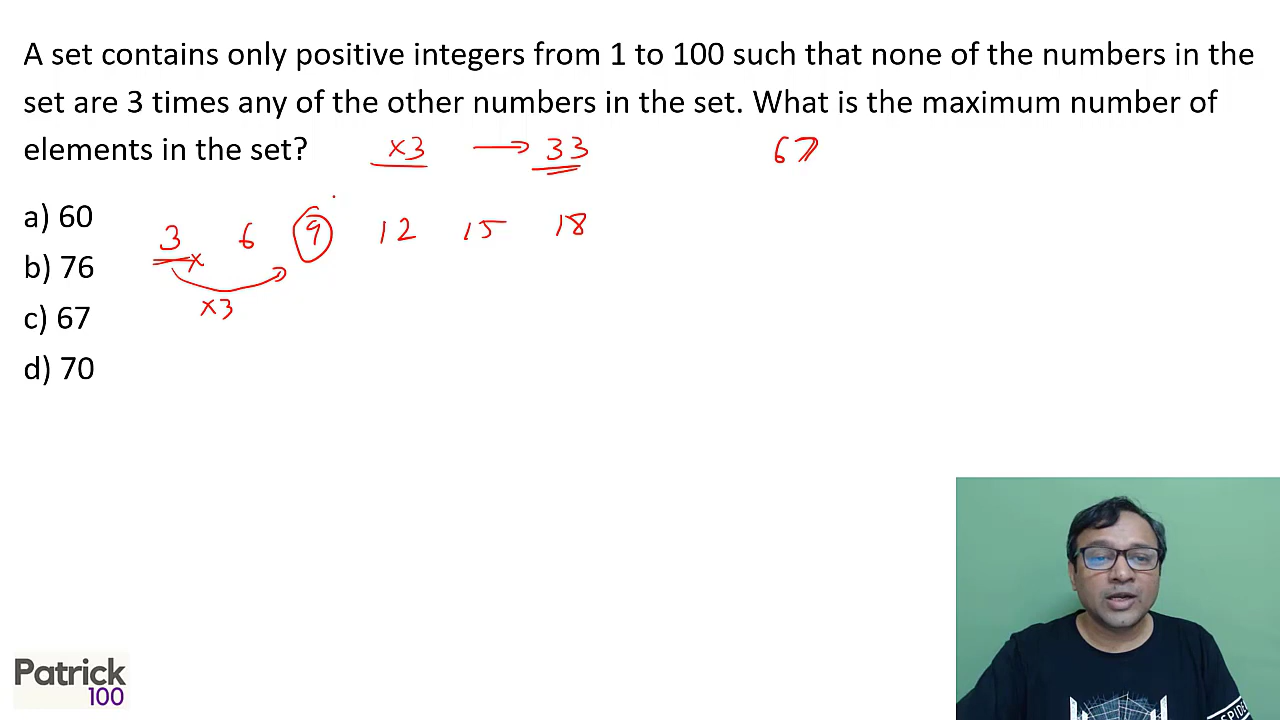 A set contains only positive integers from 1 to 100 such that none of the numbers in the
set are 3 times any of the other numbers in the set. What is the maximum number of
elements in the set? ×3 → 33 67
a) 60
3 6 9 12 15 18
b) 76
×3
c) 67
d) 70
Patrick
100
SPIDE